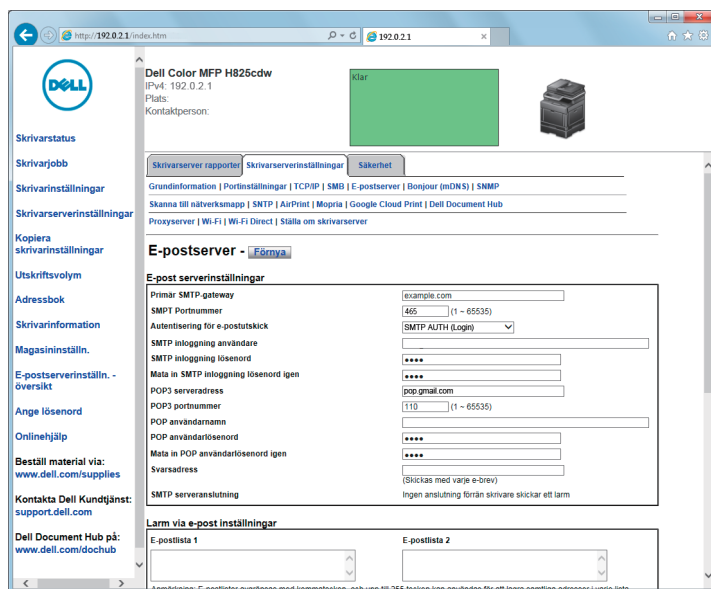 http://192.0.2.1/index.htm
192.0.2.1
DELL
Dell Color MFP H825cdw
IPv4: 192.0.2.1
Plats:
Kontaktperson:
Klar
Skrivarstatus
Skrivarjobb
Skrivarinställningar
Skrivarserverinställningar
Kopiera
skrivarinställningar
Utskriftsvolym
Adressbok
Skrivarinformation
Magasininställn.
E-postserverinställn. -
översikt
Ange lösenord
Onlinehjälp
Beställ material via:
www.dell.com/supplies
Kontakta Dell Kundtjänst:
support.dell.com
Dell Document Hub på:
www.dell.com/dochub
Skrivarserver rapporter Skrivarserverinställningar Säkerhet
Grundinformation | Portinställningar | TCP/IP | SMB | E-postserver | Bonjour (mDNS) | SNMP
Skanna till nätverksmapp | SNTP | AirPrint | Mopria | Google Cloud Print | Dell Document Hub
Proxyserver | Wi-Fi | Wi-Fi Direct | Ställa om skrivarserver
E-postserver - Förnya
E-post serverinställningar
Primär SMTP-gateway example.com
SMPT Portnummer 465 (1 ~ 65535)
Autentisering för e-postutskick SMTP AUTH (Login)
SMTP inloggning användare
SMTP inloggning lösenord ●●●●
Mata in SMTP inloggning lösenord igen ●●●●
POP3 serveradress pop.gmail.com
POP3 portnummer 110 (1 ~ 65535)
POP användarnamn
POP användarlösenord ●●●●
Mata in POP användarlösenord igen ●●●●
Svarsadress
(Skickas med varje e-brev)
SMTP serveranslutning Ingen anslutning förrän skrivare skickar ett larm
Larm via e-post inställningar
E-postlista 1 E-postlista 2